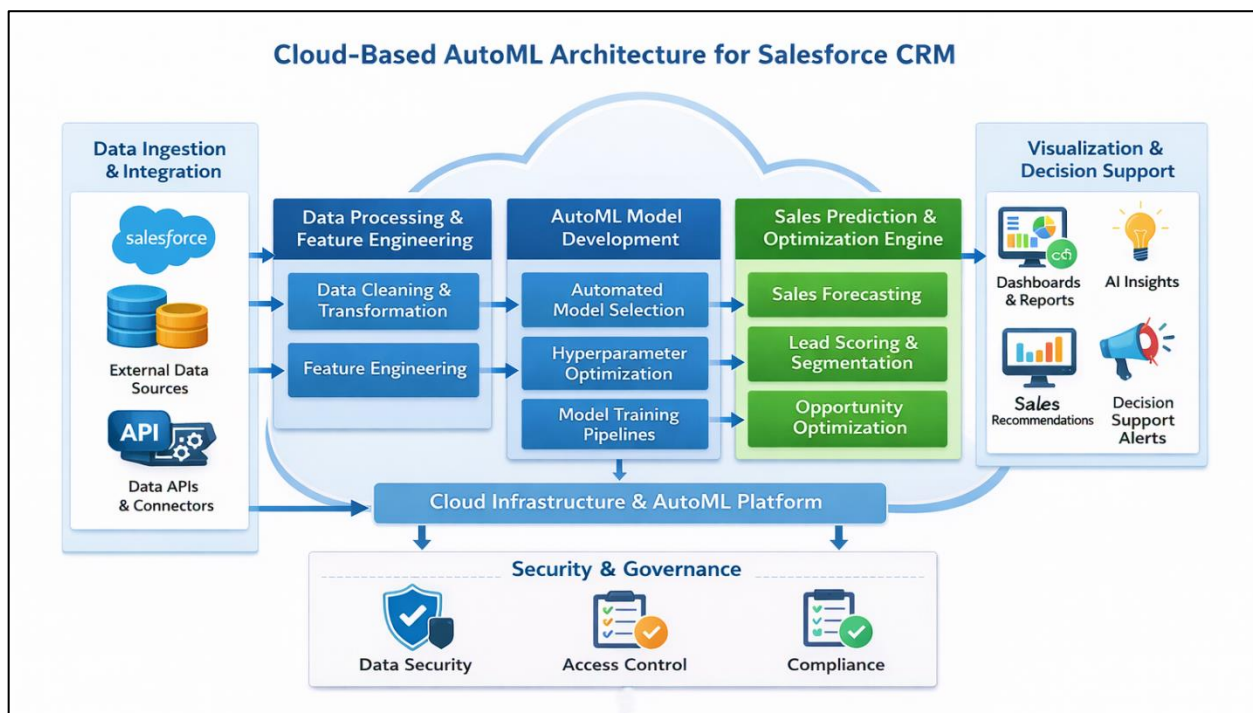 Cloud-Based AutoML Architecture for Salesforce CRM
Data Ingestion
& Integration
salesforce
External Data
Sources
API
Data APIs
& Connectors
Data Processing &
Feature Engineering
Data Cleaning &
Transformation
Feature Engineering
AutoML Model
Development
Automated
Model Selection
Hyperparameter
Optimization
Model Training
Pipelines
Sales Prediction &
Optimization Engine
Sales Forecasting
Lead Scoring &
Segmentation
Opportunity
Optimization
Visualization &
Decision Support
Dashboards
& Reports
AI Insights
Sales
Recommendations
Decision
Support
Alerts
Cloud Infrastructure & AutoML Platform
Security & Governance
Data Security
Access Control
Compliance